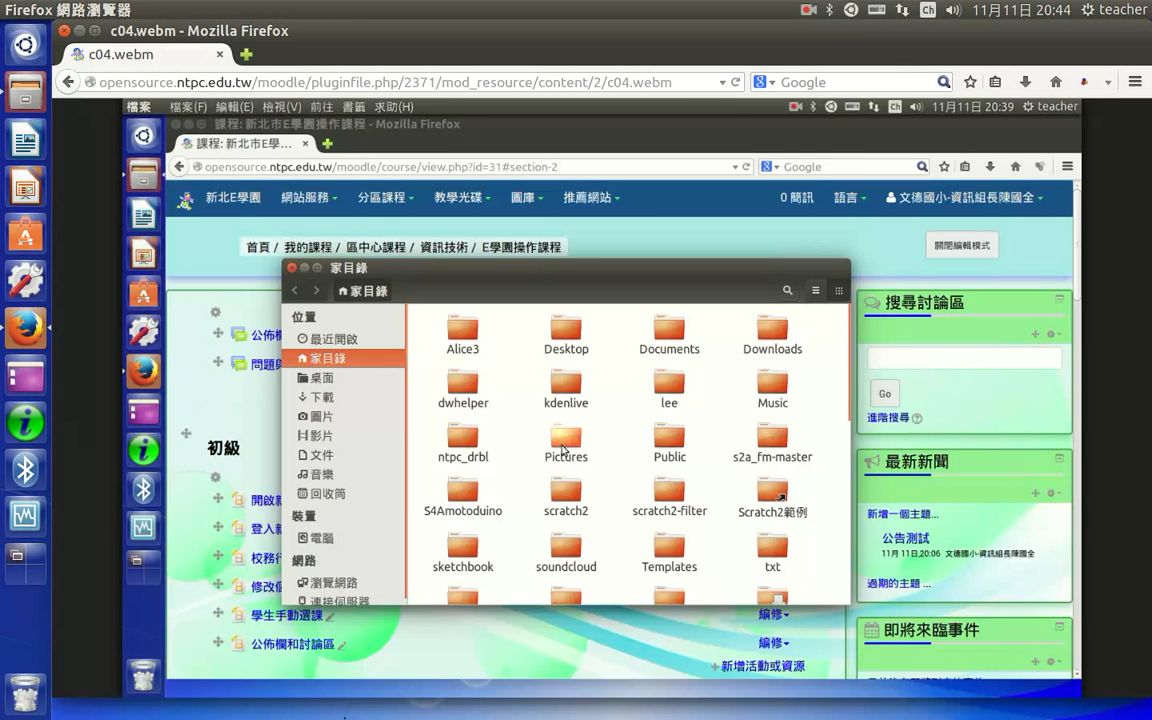 Firefox 網路瀏覽器
Ch
11月11日 20:44
teacher
c04.webm - Mozilla Firefox
c04.webm
opensource.ntpc.edu.tw/moodle/pluginfile.php/2371/mod_resource/content/2/c04.webm
Google
檔案 檔案(F) 編輯(E) 檢視(V) 前往 書籤 求助(H)
Ch
11月11日 20:39
teacher
課程: 新北市E學園操作課程 - Mozilla Firefox
課程: 新北市E學...
opensource.ntpc.edu.tw/moodle/course/view.php?id=31#section-2
Google
新北E學園 網站服務 分區課程 教學光碟 圖庫 推薦網站 0 簡訊 語言 文德國小-資訊組長陳國全
首頁 / 我的課程 / 區中心課程 / 資訊技術 / E學園操作課程
關閉編輯模式
家目錄
家目錄
位置
最近開啟
家目錄
桌面
下載
圖片
影片
文件
音樂
回收筒
裝置
電腦
網路
瀏覽網路
連接伺服器
Alice3 Desktop Documents Downloads
dwhelper kdenlive lee Music
ntpc_drbl Pictures Public s2a_fm-master
S4Amotoduino scratch2 scratch2-filter Scratch2範例
sketchbook soundcloud Templates txt
公佈欄
問題與
初級
開啟新
登入新
校務行
修改個
學生手動選課
公佈欄和討論區
編修
編修
+新增活動或資源
搜尋討論區
Go
進階搜尋
最新新聞
新增一個主題...
公告測試
11月 11日,20:06 文德國小-資訊組長陳國全
過期的主題 ...
即將來臨事件